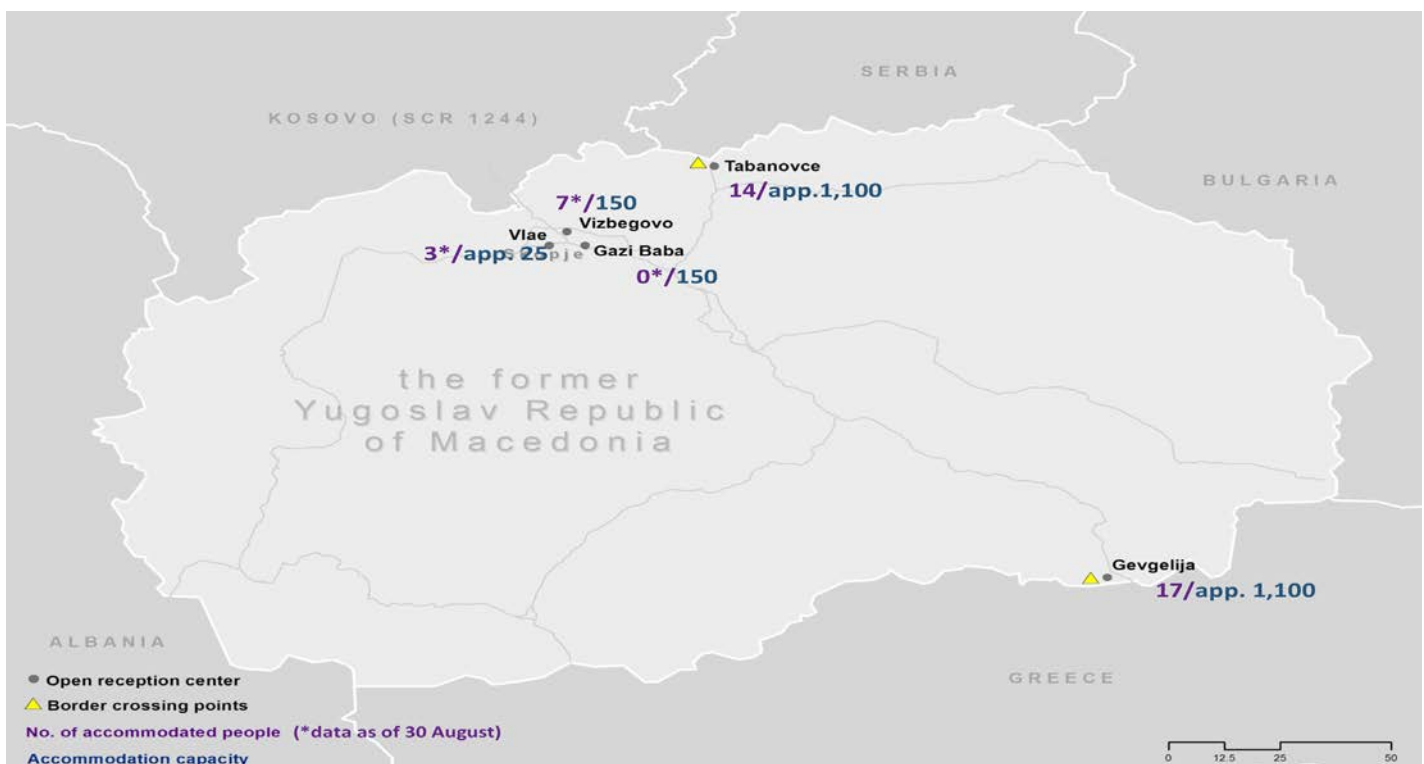 SERBIA
KOSOVO (SCR 1244)
Tabanovce
BULGARIA
14/app.1,100
7*/150
Vizbegovo
Vlae
3*/app. 25
Skopje
Gazi Baba
0*/150
the former
Yugoslav Republic
of Macedonia
Gevgelija
17/app. 1,100
ALBANIA
GREECE
Open reception center
Border crossing points
No. of accommodated people (*data as of 30 August)
Accommodation capacity
0 12.5 25 50